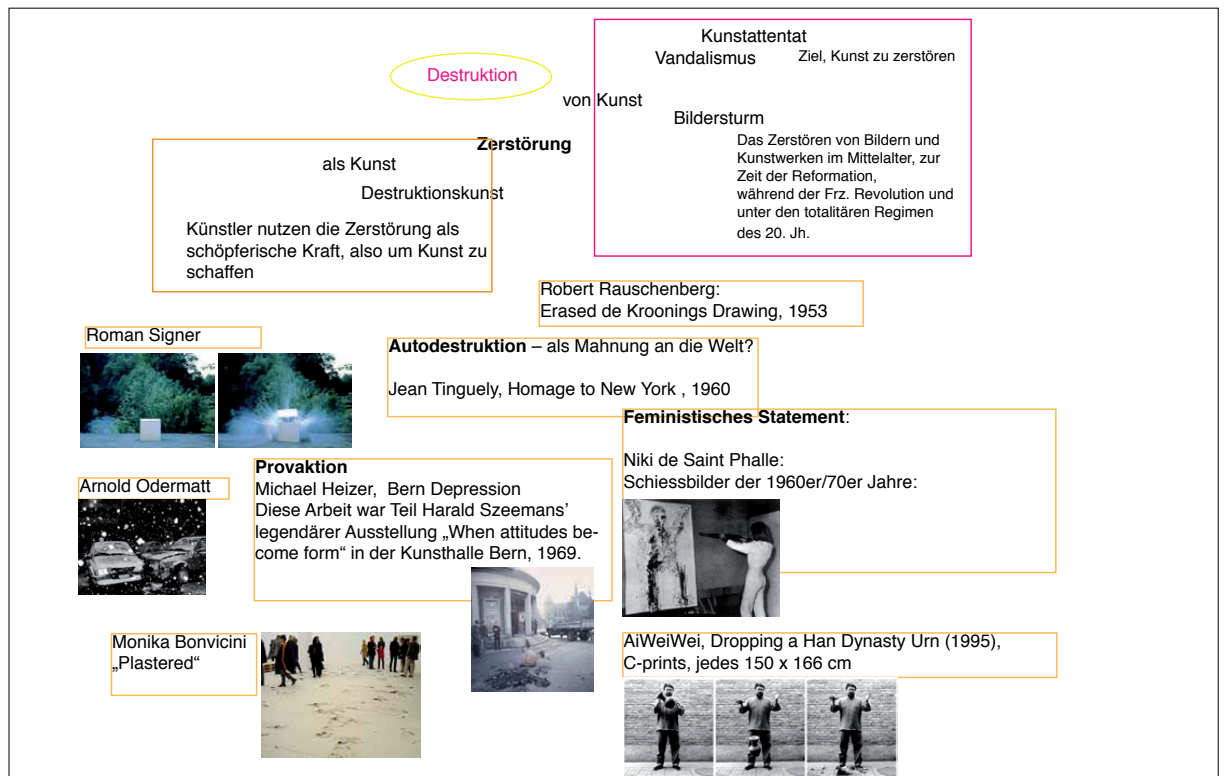 Kunstattentat
Vandalismus
Ziel, Kunst zu zerstören
Destruktion
von Kunst
Bildersturm
Das Zerstören von Bildern und
Kunstwerken im Mittelalter, zur
Zeit der Reformation,
während der Frz. Revolution und
unter den totalitären Regimen
des 20. Jh.
Zerstörung
als Kunst
Destruktionskunst
Künstler nutzen die Zerstörung als
schöpferische Kraft, also um Kunst zu
schaffen
Robert Rauschenberg:
Erased de Kroonings Drawing, 1953
Roman Signer
Autodestruktion – als Mahnung an die Welt?
Jean Tinguely, Homage to New York , 1960
Feministisches Statement:
Niki de Saint Phalle:
Schiessbilder der 1960er/70er Jahre:
Arnold Odermatt
Provaktion
Michael Heizer, Bern Depression
Diese Arbeit war Teil Harald Szeemans’
legendärer Ausstellung „When attitudes be-
come form“ in der Kunsthalle Bern, 1969.
Monika Bonvicini
„Plastered“
AiWeiWei, Dropping a Han Dynasty Urn (1995),
C-prints, jedes 150 x 166 cm